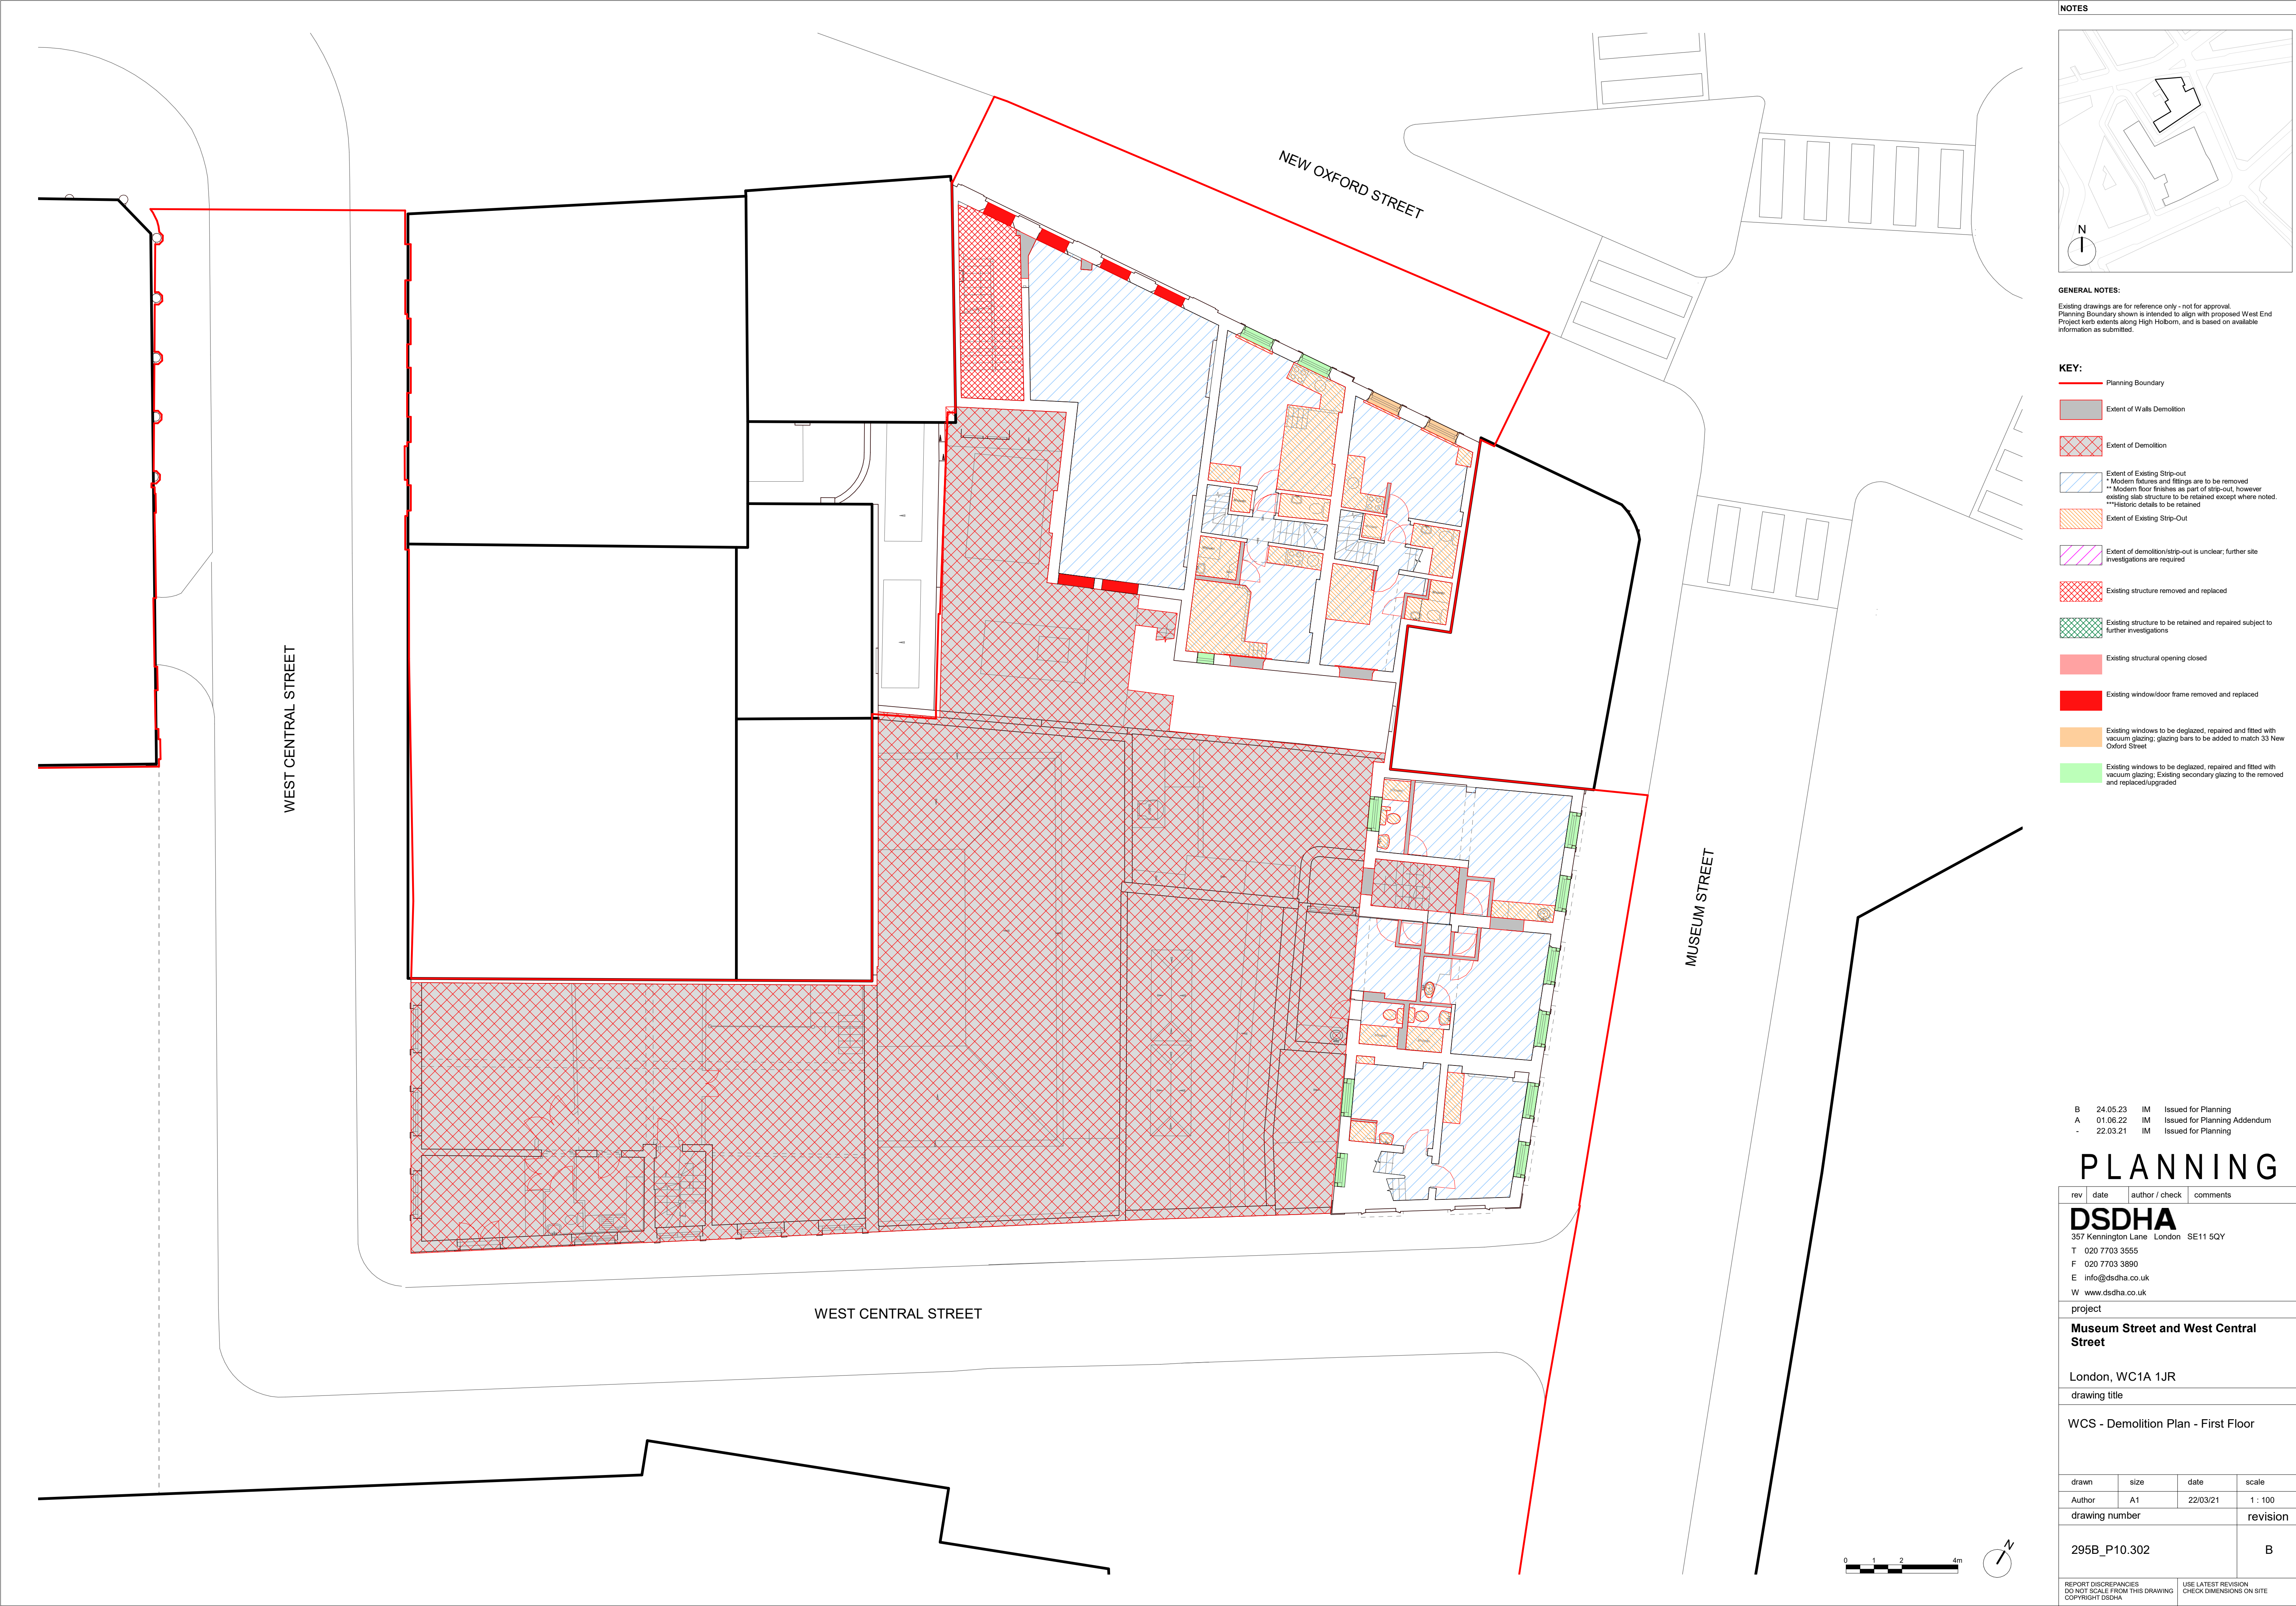 NOTES
NEW OXFORD STREET
WEST CENTRAL STREET
MUSEUM STREET
WEST CENTRAL STREET
N
GENERAL NOTES:
Existing drawings are for reference only - not for approval.
Planning Boundary shown is intended to align with proposed West End
Project kerb extents along High Holborn, and is based on available
information as submitted.
KEY:
Planning Boundary
Extent of Walls Demolition
Extent of Demolition
Extent of Existing Strip-out
* Modern fixtures and fittings are to be removed
** Modern floor finishes as part of strip-out, however
existing slab structure to be retained except where noted.
***Historic details to be retained
Extent of Existing Strip-Out
Extent of demolition/strip-out is unclear; further site
investigations are required
Existing structure removed and replaced
Existing structure to be retained and repaired subject to
further investigations
Existing structural opening closed
Existing window/door frame removed and replaced
Existing windows to be deglazed, repaired and fitted with
vacuum glazing; glazing bars to be added to match 33 New
Oxford Street
Existing windows to be deglazed, repaired and fitted with
vacuum glazing; Existing secondary glazing to the removed
and replaced/upgraded
B 24.05.23 IM Issued for Planning
A 01.06.22 IM Issued for Planning Addendum
- 22.03.21 IM Issued for Planning
PLANNING
rev date author / check comments
DSDHA
357 Kennington Lane London SE11 5QY
T 020 7703 3555
F 020 7703 3890
E info@dsdha.co.uk
W www.dsdha.co.uk
project
Museum Street and West Central
Street
London, WC1A 1JR
drawing title
WCS - Demolition Plan - First Floor
drawn size date scale
Author A1 22/03/21 1 : 100
drawing number revision
295B_P10.302 B
REPORT DISCREPANCIES
DO NOT SCALE FROM THIS DRAWING
COPYRIGHT DSDHA
USE LATEST REVISION
CHECK DIMENSIONS ON SITE
0 1 2 4m
N